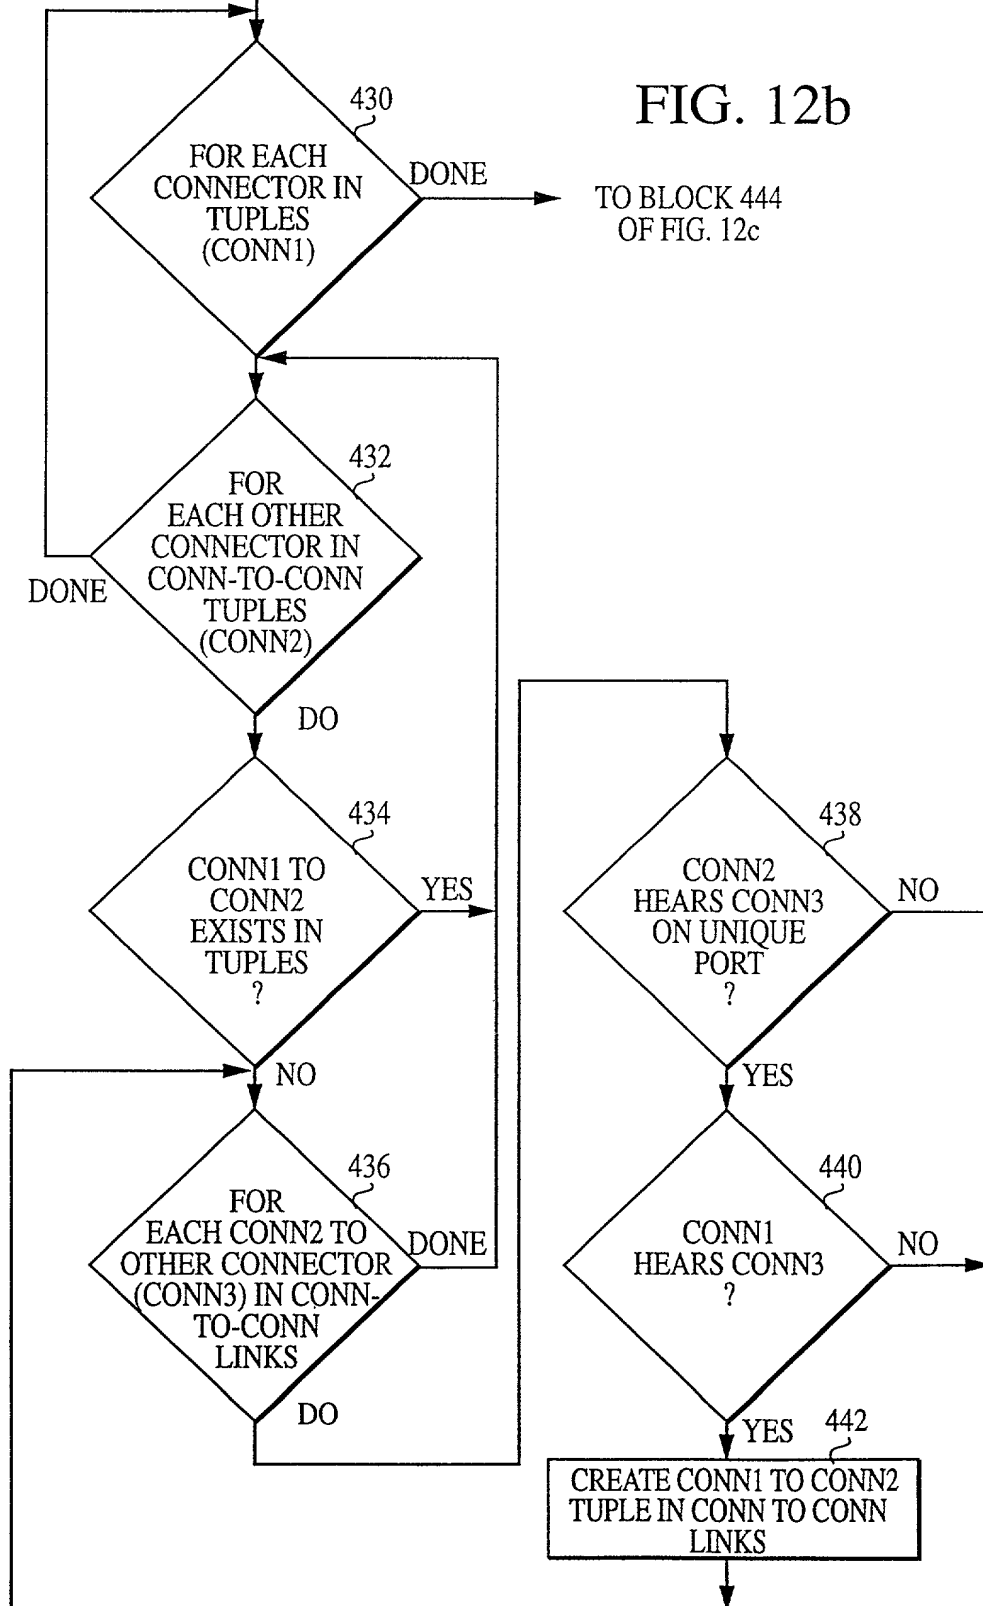 FIG. 12b
430
FOR EACH
CONNECTOR IN
TUPLES
(CONN1)
DONE
TO BLOCK 444
OF FIG. 12c
432
FOR
EACH OTHER
CONNECTOR IN
CONN-TO-CONN
TUPLES
(CONN2)
DONE
DO
434
CONN1 TO
CONN2
EXISTS IN
TUPLES
?
YES
NO
436
FOR
EACH CONN2 TO
OTHER CONNECTOR
(CONN3) IN CONN-
TO-CONN
LINKS
DONE
DO
438
CONN2
HEARS CONN3
ON UNIQUE
PORT
?
NO
YES
440
CONN1
HEARS CONN3
?
NO
YES
442
CREATE CONN1 TO CONN2
TUPLE IN CONN TO CONN
LINKS